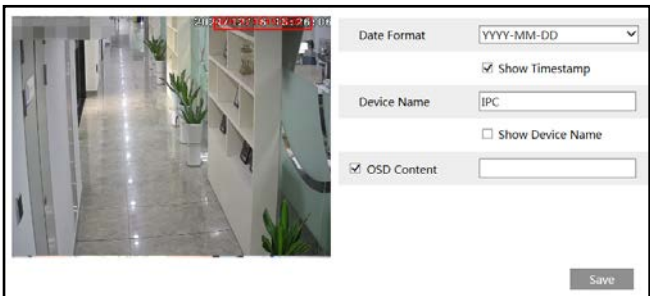 Date Format
YYYY-MM-DD
Show Timestamp
Device Name
IPC
Show Device Name
OSD Content
Save